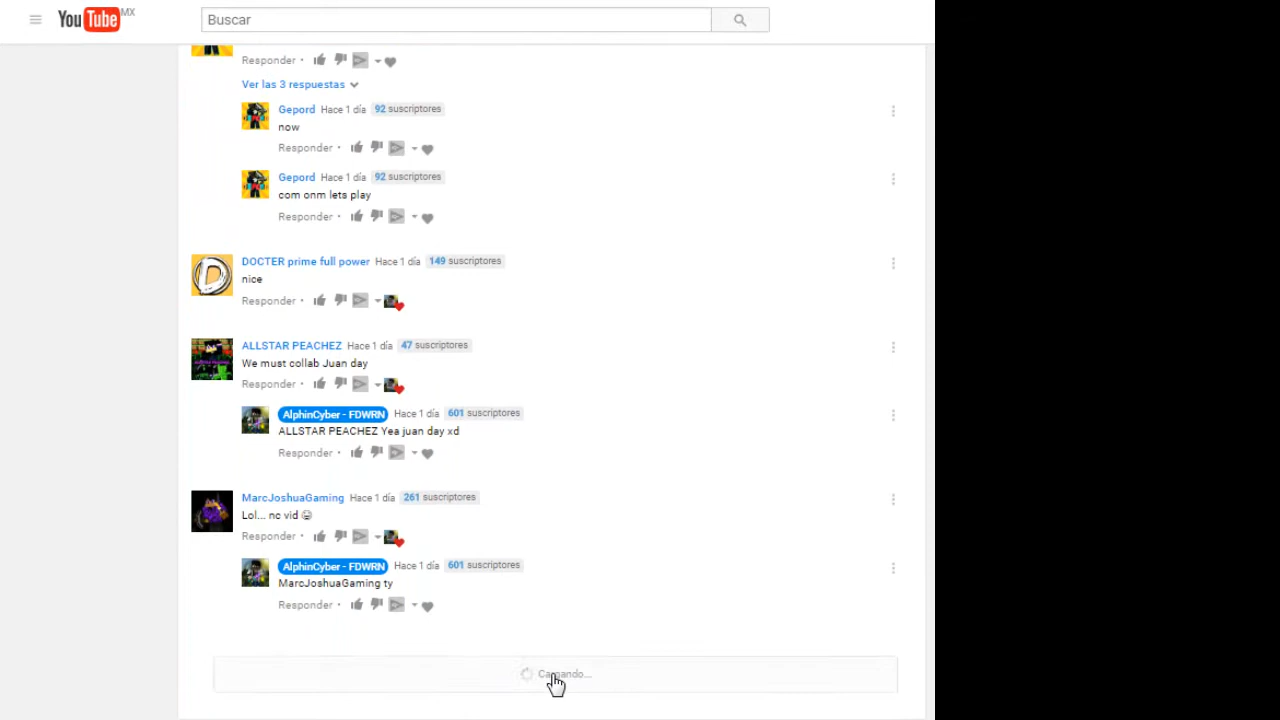 YouTube MX
Buscar
Responder •
Ver las 3 respuestas
Gepord Hace 1 día 92 suscriptores
now
Responder •
Gepord Hace 1 día 92 suscriptores
com onm lets play
Responder •
DOCTER prime full power Hace 1 día 149 suscriptores
nice
Responder •
ALLSTAR PEACHEZ Hace 1 día 47 suscriptores
We must collab Juan day
Responder •
AlphinCyber - FDWRN Hace 1 día 601 suscriptores
ALLSTAR PEACHEZ Yea juan day xd
Responder •
MarcJoshuaGaming Hace 1 día 261 suscriptores
Lol... nc vid 😄
Responder •
AlphinCyber - FDWRN Hace 1 día 601 suscriptores
MarcJoshuaGaming ty
Responder •
Cargando...